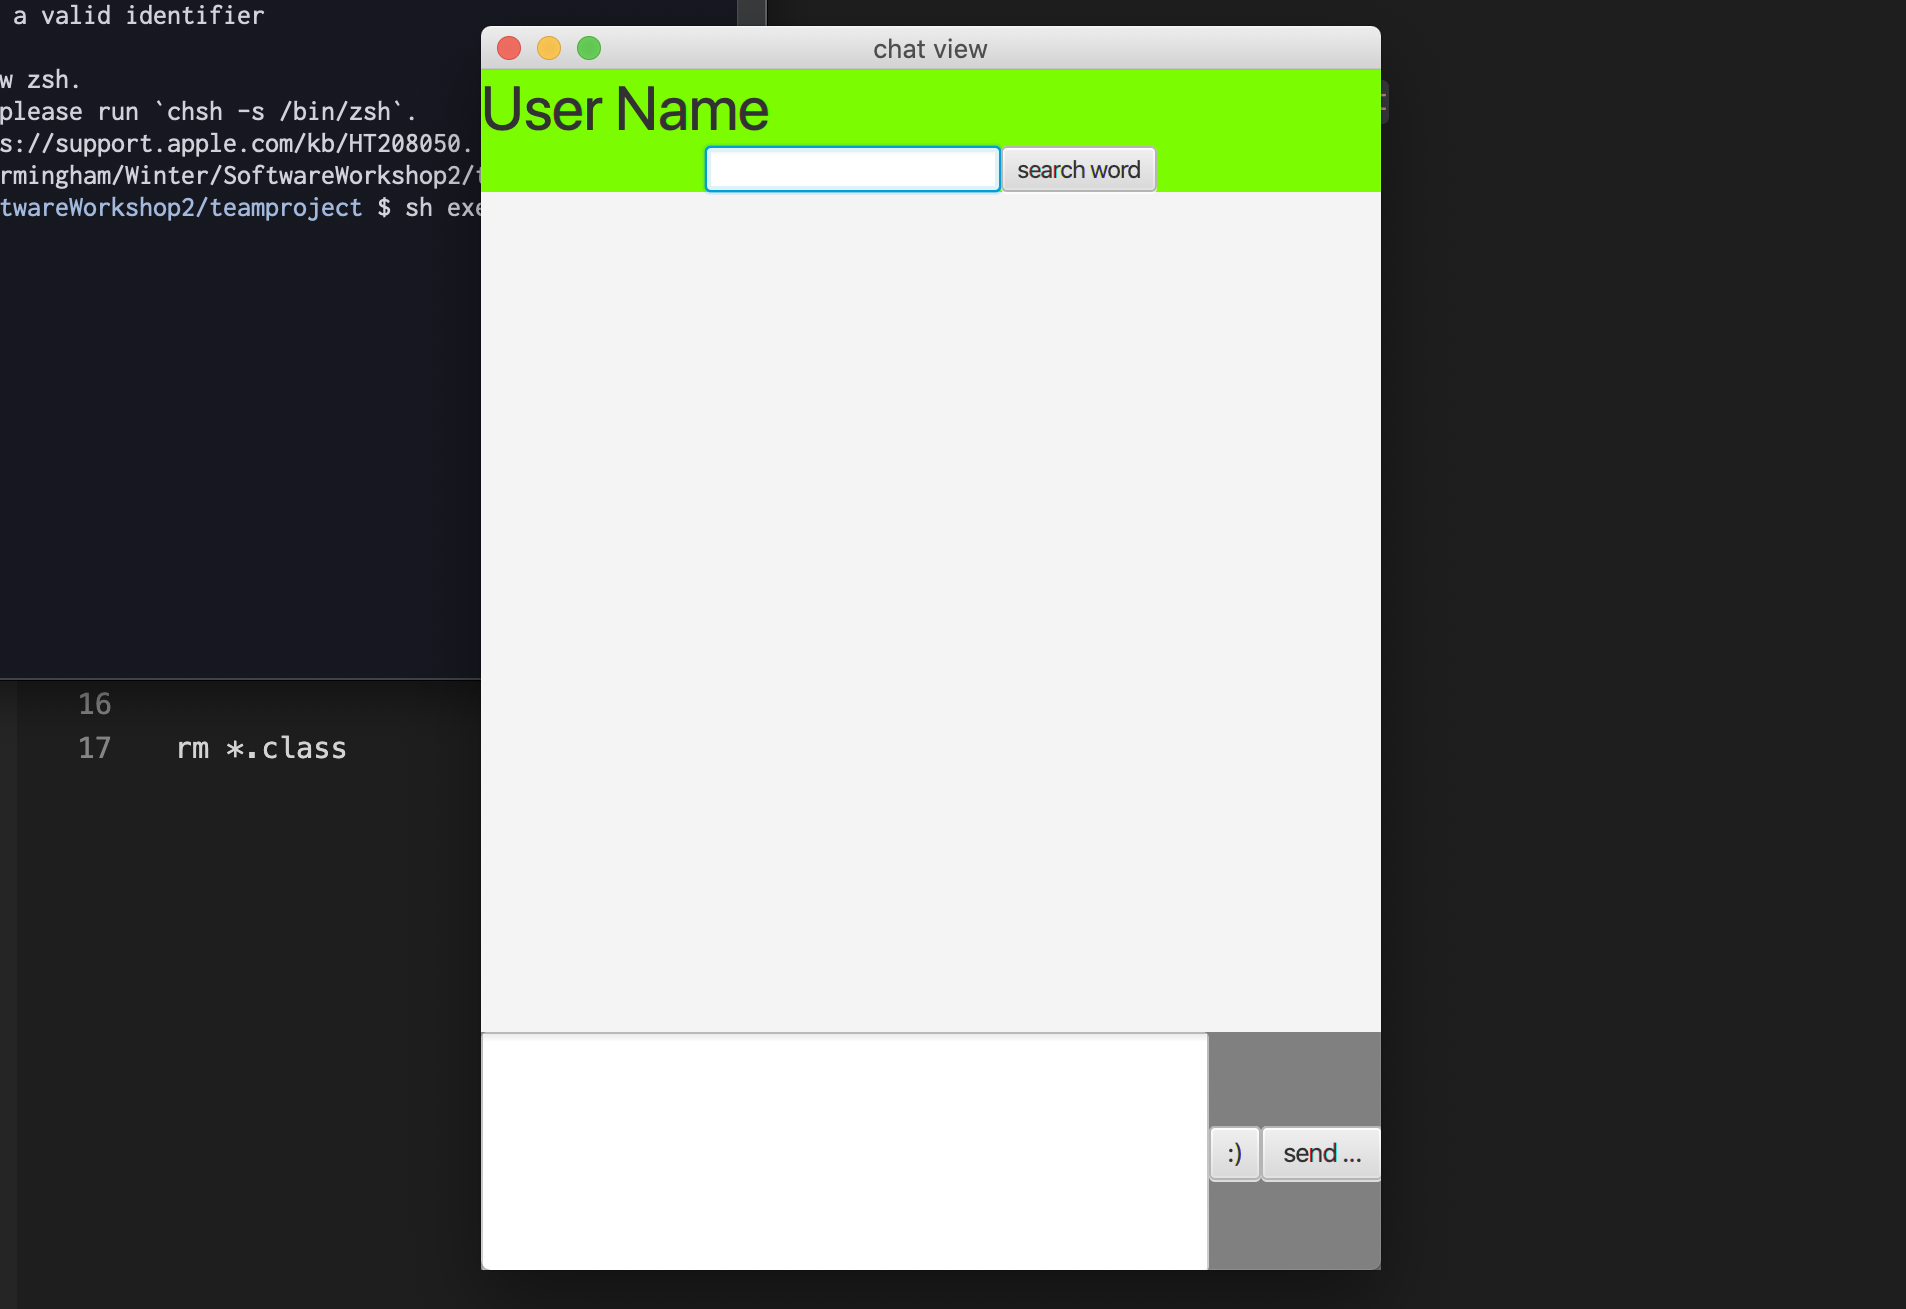 a valid identifier
w zsh.
please run `chsh -s /bin/zsh`.
s://support.apple.com/kb/HT208050.
rmingham/Winter/SoftwareWorkshop2/
twareWorkshop2/teamproject $ sh exe
16
17 rm *.class
chat view
User Name
search word
:)
send ...